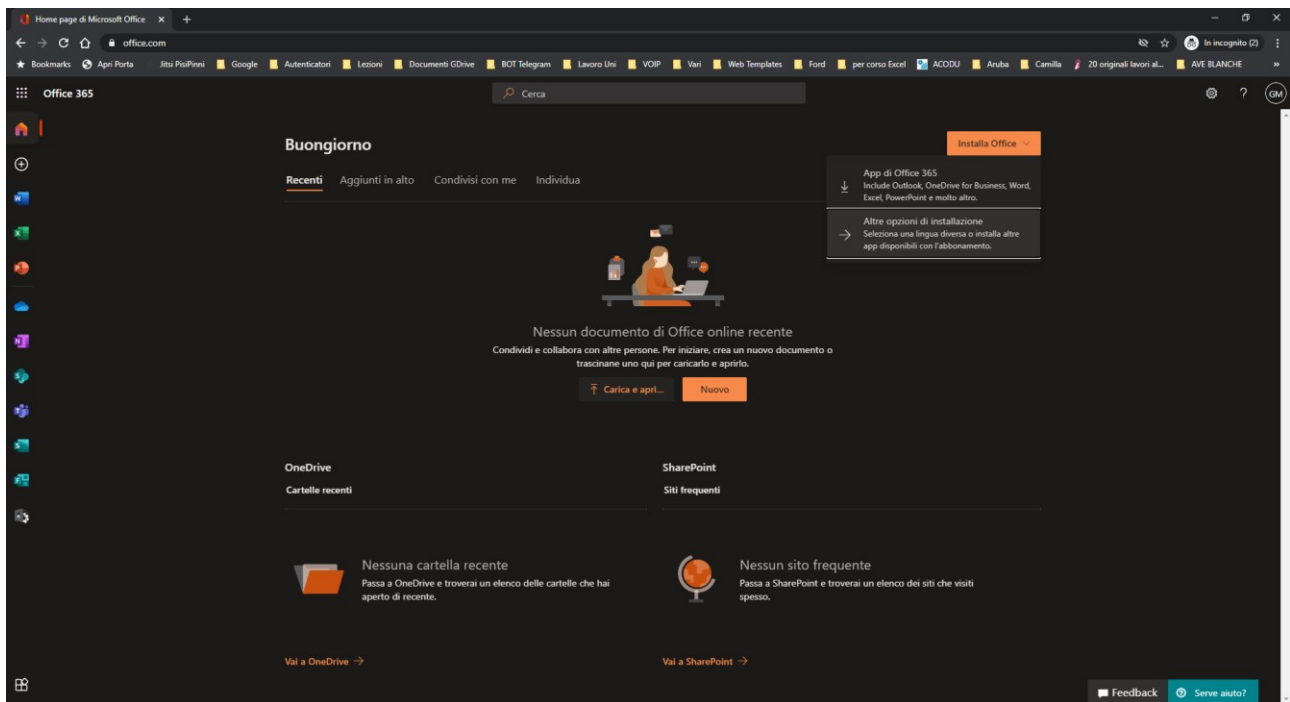 Home page di Microsoft Office
office.com
In incognito (2)
Bookmarks Apri Porta Jitsi PisiPinni Google Autenticatori Lezioni Documenti GDrive BOT Telegram Lavoro Uni VOIP Vari Web Templates Ford per corso Excel ACODU Aruba Camilla 20 originali lavori al... AVE BLANCHE »
Office 365
Cerca
?
GM
Buongiorno
Installa Office
Recenti Aggiunti in alto Condivisi con me Individua
App di Office 365
Include Outlook, OneDrive for Business, Word,
Excel, PowerPoint e molto altro.
Altre opzioni di installazione
Seleziona una lingua diversa o installa altre
app disponibili con l'abbonamento.
Nessun documento di Office online recente
Condividi e collabora con altre persone. Per iniziare, crea un nuovo documento o
trascinane uno qui per caricarlo e aprirlo.
Carica e apri... Nuovo
OneDrive
Cartelle recenti
SharePoint
Siti frequenti
Nessuna cartella recente
Passa a OneDrive e troverai un elenco delle cartelle che hai
aperto di recente.
Nessun sito frequente
Passa a SharePoint e troverai un elenco dei siti che visiti
spesso.
Vai a OneDrive →
Vai a SharePoint →
Feedback
Serve aiuto?